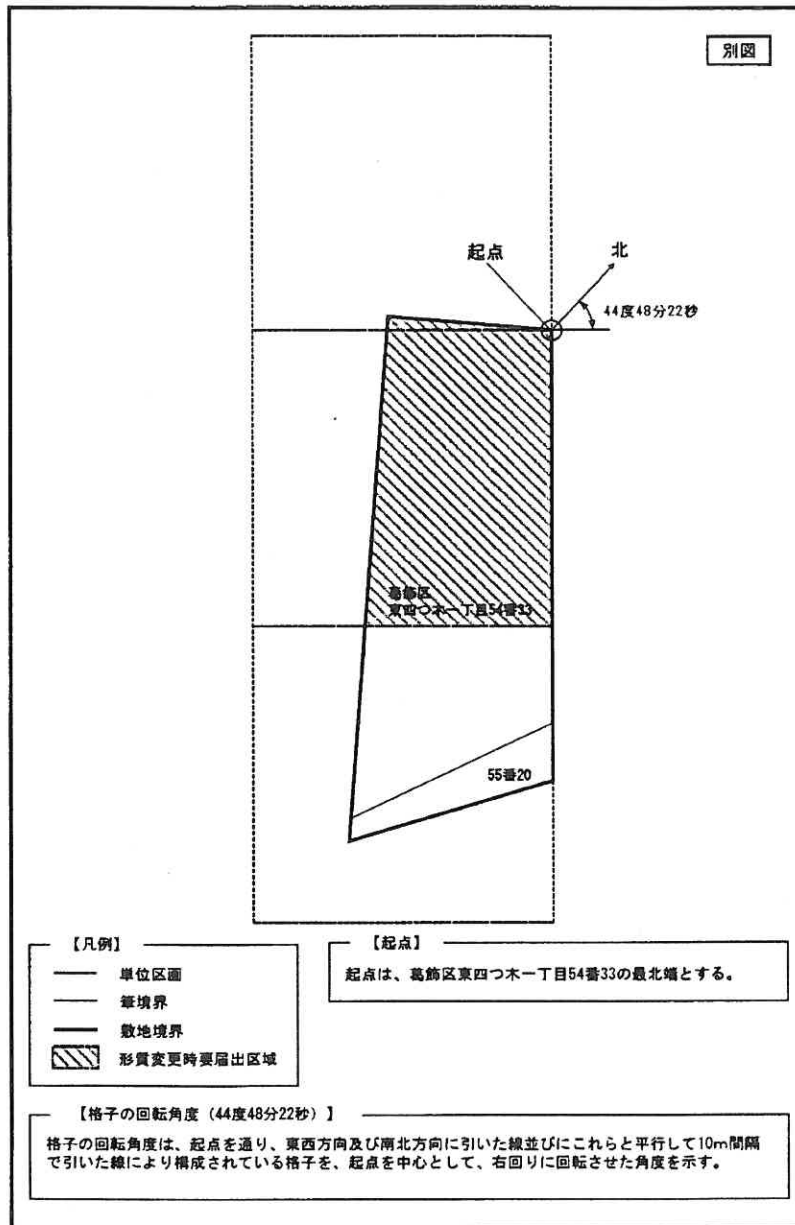 別図
起点
北
44度48分22秒
葛飾区
東四つ木一丁目54番33
55番20
【凡例】
単位区画
筆境界
敷地境界
形質変更時要届出区域
【起点】
起点は、葛飾区東四つ木一丁目54番33の最北端とする。
【格子の回転角度（44度48分22秒）】
格子の回転角度は、起点を通り、東西方向及び南北方向に引いた線並びにこれらと平行して10m間隔
で引いた線により構成されている格子を、起点を中心として、右回りに回転させた角度を示す。